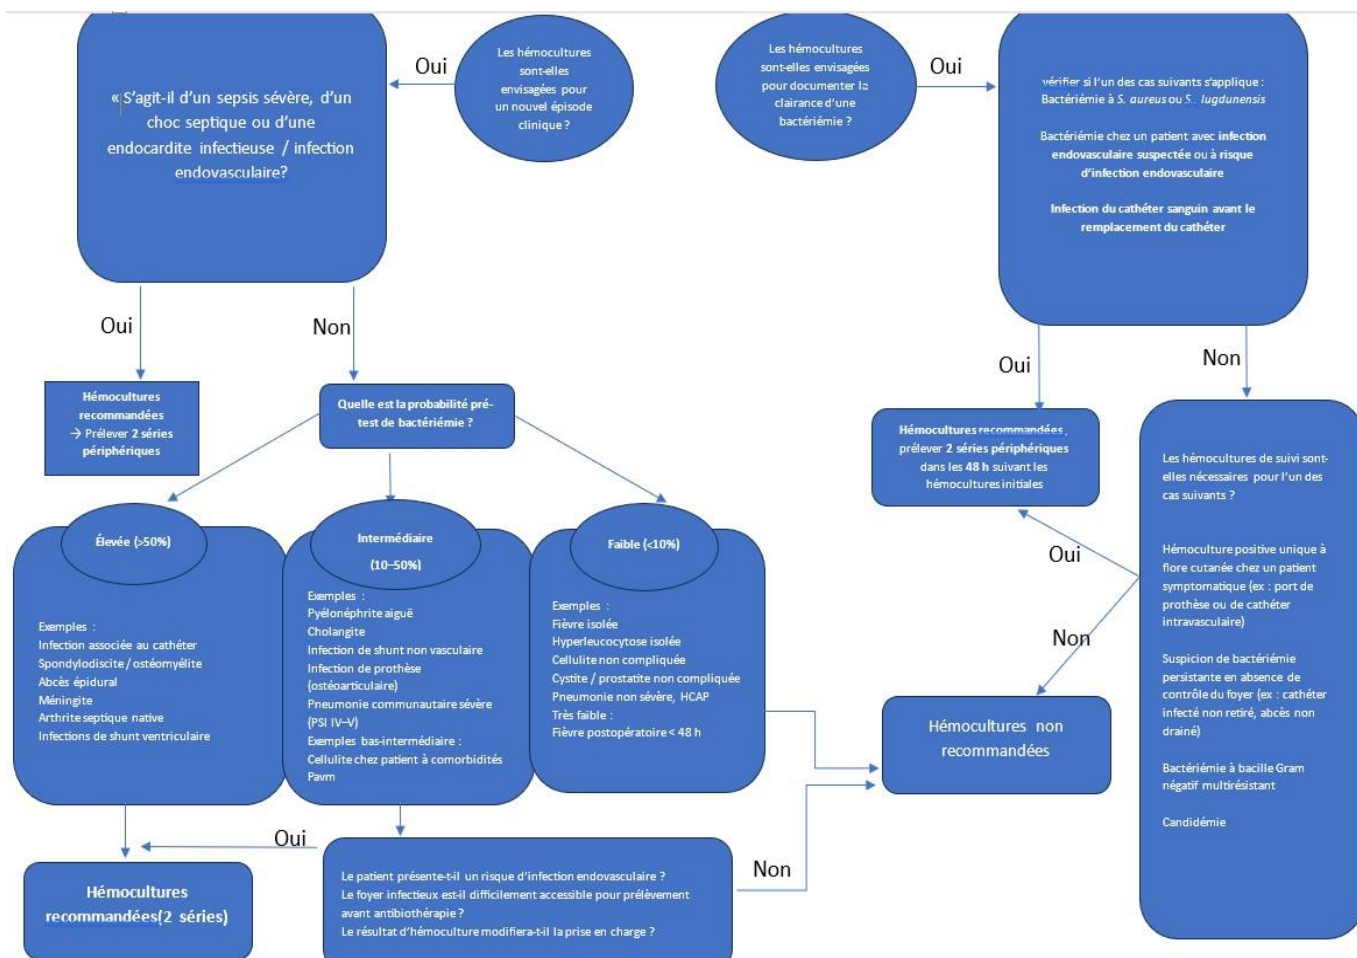 Oui
Les hémocultures
sont-elles
envisagées pour
un nouvel épisode
clinique ?
« S’agit-il d’un sepsis sévère, d’un
choc septique ou d’une
endocardite infectieuse / infection
endovasculaire?
Les hémocultures
sont-elles envisagées
pour documenter la
clairance d’une
bactériémie ?
Oui
vérifier si l’un des cas suivants s’applique :
Bactériémie à S. aureus ou S.. lugdunensis
Bactériémie chez un patient avec infection
endovasculaire suspectée ou à risque
d’infection endovasculaire
Infection du cathéter sanguin avant le
remplacement du cathéter
Oui
Non
Oui
Non
Hémocultures
recommandées
→ Prélever 2 séries
périphériques
Quelle est la probabilité pré-
test de bactériémie ?
Hémocultures recommandées,
prélever 2 séries périphériques
dans les 48 h suivant les
hémocultures initiales
Élevée (>50%)
Exemples :
Infection associée au cathéter
Spondylodiscite / ostéomyélite
Abcès épidural
Méningite
Arthrite septique native
Infections de shunt ventriculaire
Intermédiaire
(10–50%)
Exemples :
Pyélonéphrite aiguë
Cholangite
Infection de shunt non vasculaire
Infection de prothèse
(ostéoarticulaire)
Pneumonie communautaire sévère
(PSI IV–V)
Exemples bas-intermédiaire :
Cellulite chez patient à comorbidités
Pavm
Faible (<10%)
Exemples :
Fièvre isolée
Hyperleucocytose isolée
Cellulite non compliquée
Cystite / prostatite non compliquée
Pneumonie non sévère, HCAP
Très faible :
Fièvre postopératoire < 48 h
Les hémocultures de suivi sont-
elles nécessaires pour l’un des
cas suivants ?
Hémoculture positive unique à
flore cutanée chez un patient
symptomatique (ex : port de
prothèse ou de cathéter
intravasculaire)
Suspicion de bactériémie
persistante en absence de
contrôle du foyer (ex : cathéter
infecté non retiré, abcès non
drainé)
Bactériémie à bacille Gram
négatif multirésistant
Candidémie
Oui
Non
Hémocultures non
recommandées
Oui
Non
Hémocultures
recommandées(2 séries)
Le patient présente-t-il un risque d’infection endovasculaire ?
Le foyer infectieux est-il difficilement accessible pour prélèvement
avant antibiothérapie ?
Le résultat d’hémoculture modifiera-t-il la prise en charge ?